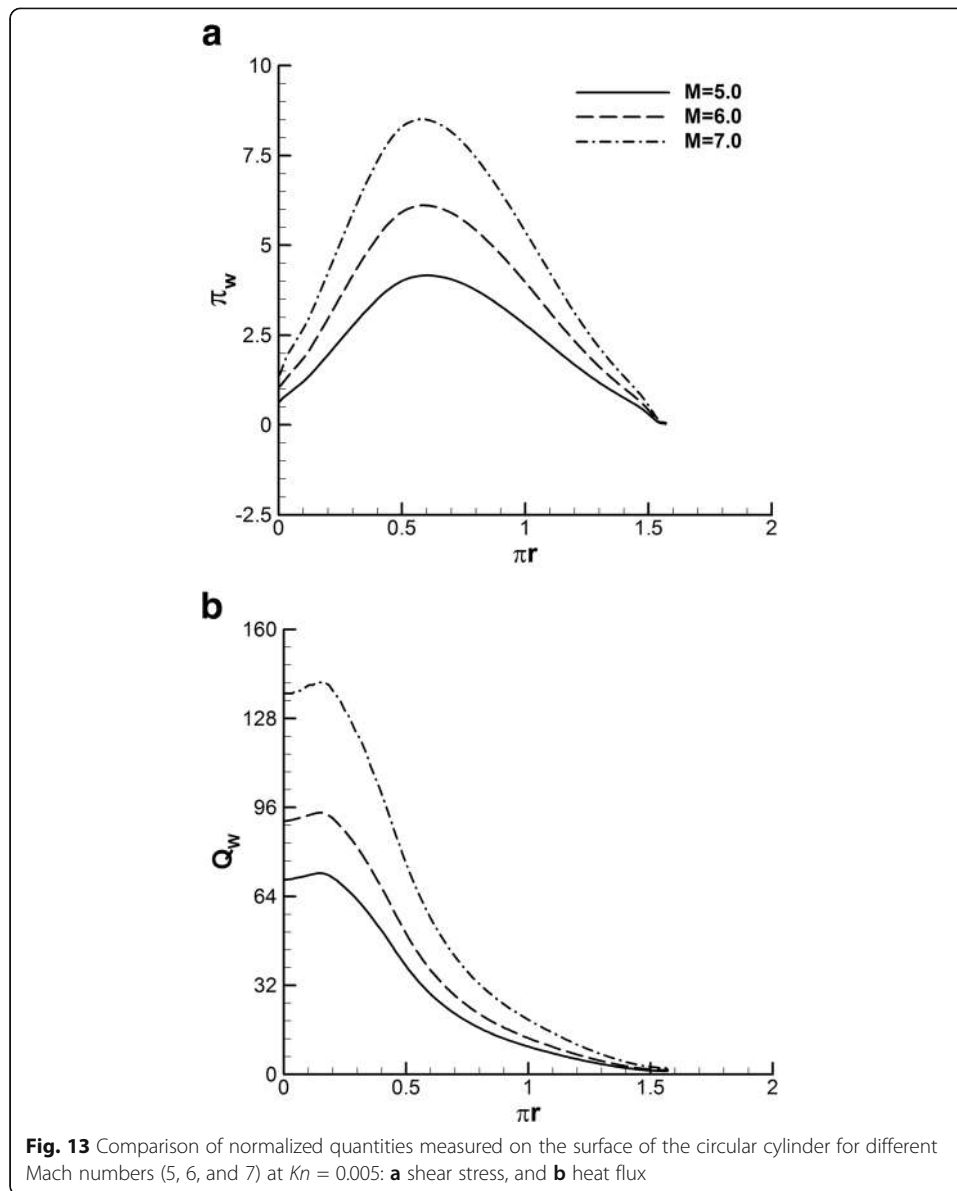 a
10
7.5
5
2.5
0
-2.5
π_w
M=5.0
M=6.0
M=7.0
0 0.5 1 1.5 2
πr
b
160
128
96
64
32
0
Q_w
0 0.5 1 1.5 2
πr
Fig. 13 Comparison of normalized quantities measured on the surface of the circular cylinder for different
Mach numbers (5, 6, and 7) at Kn = 0.005: a shear stress, and b heat flux